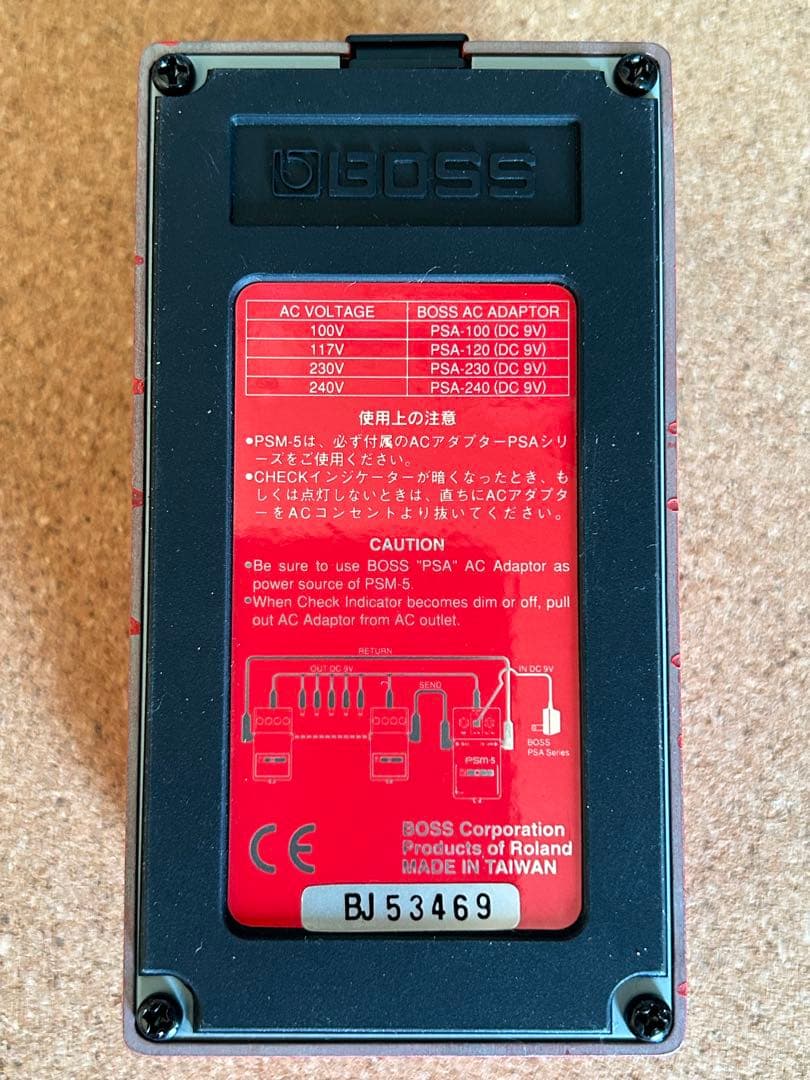 BOSS
AC VOLTAGE BOSS AC ADAPTOR
100V PSA-100 (DC 9V)
117V PSA-120 (DC 9V)
230V PSA-230 (DC 9V)
240V PSA-240 (DC 9V)
使用上の注意
●PSM-5は、必ず付属のACアダプターPSAシリ
ーズをご使用ください。
●CHECKインジケーターが暗くなったとき、も
しくは点灯しないときは、直ちにACアダプタ
ーをACコンセントより抜いてください。
CAUTION
●Be sure to use BOSS "PSA" AC Adaptor as
power source of PSM-5.
●When Check Indicator becomes dim or off, pull
out AC Adaptor from AC outlet.
RETURN
OUT DC 9V
SEND
IN DC 9V
BOSS
PSA Series
PSM-5
CE
BOSS Corporation
Products of Roland
MADE IN TAIWAN
BJ53469